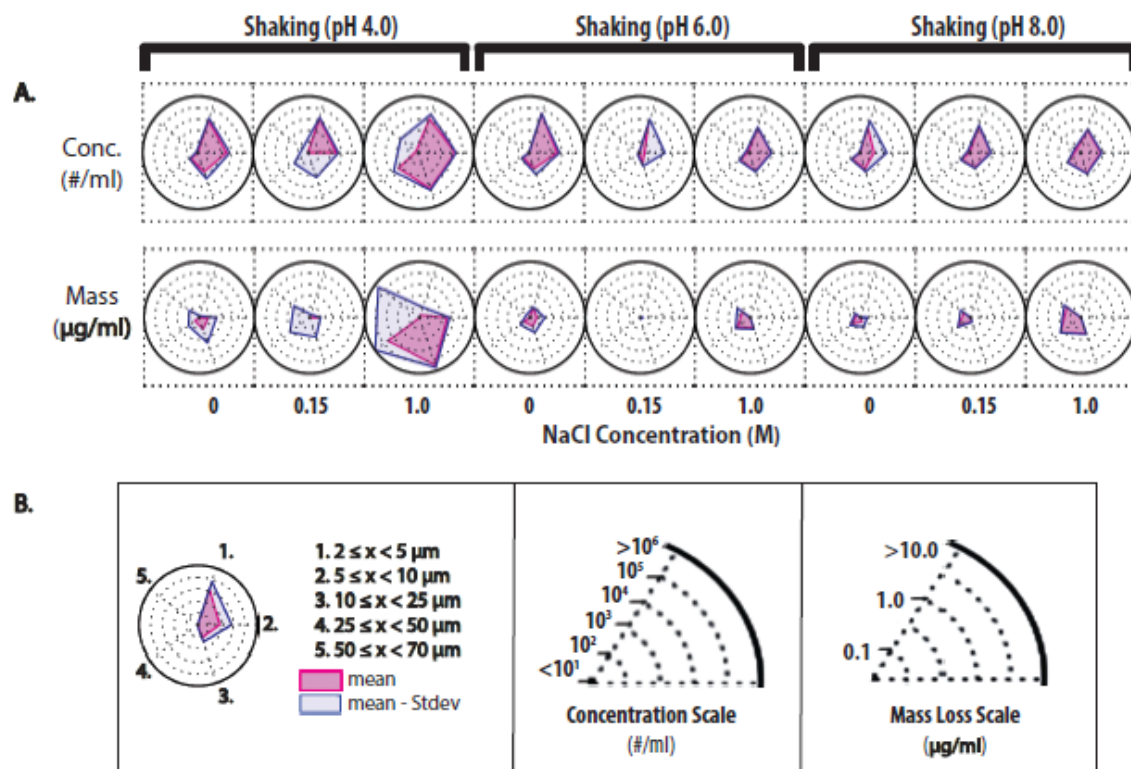 Shaking (pH 4.0) Shaking (pH 6.0) Shaking (pH 8.0)
A.
Conc.
(#/ml)
Mass
(µg/ml)
0 0.15 1.0 0 0.15 1.0 0 0.15 1.0
NaCl Concentration (M)
B.
1.
5.
2.
4.
3.
1. 2 ≤ x < 5 µm
2. 5 ≤ x < 10 µm
3. 10 ≤ x < 25 µm
4. 25 ≤ x < 50 µm
5. 50 ≤ x < 70 µm
mean
mean - Stdev
>10⁶
10⁵
10⁴
10³
10²
<10¹
Concentration Scale
(#/ml)
>10.0
1.0
0.1
Mass Loss Scale
(µg/ml)